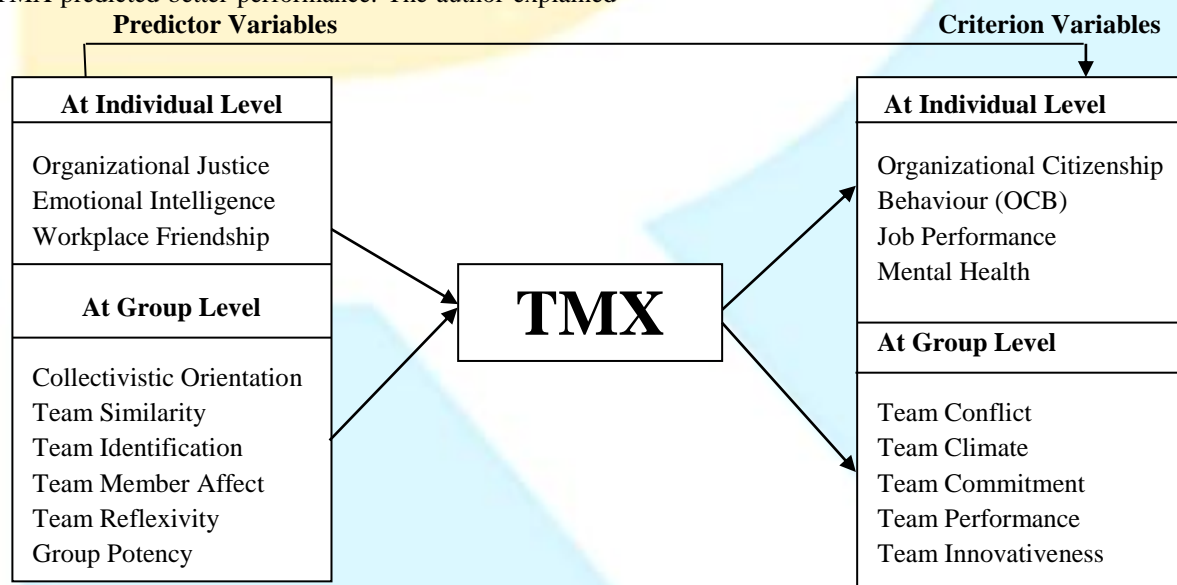 TMX predicted better performance. The author explained
Predictor Variables
Criterion Variables
At Individual Level
Organizational Justice
Emotional Intelligence
Workplace Friendship
At Group Level
Collectivistic Orientation
Team Similarity
Team Identification
Team Member Affect
Team Reflexivity
Group Potency
TMX
At Individual Level
Organizational Citizenship
Behaviour (OCB)
Job Performance
Mental Health
At Group Level
Team Conflict
Team Climate
Team Commitment
Team Performance
Team Innovativeness